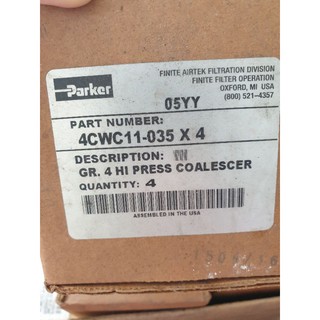 Parker
FINITE AIRTEK FILTRATION DIVISION
FINITE FILTER OPERATION
OXFORD, MI USA
(800) 521-4357
05YY
PART NUMBER:
4CWC11-035 X 4
DESCRIPTION:
GR. 4 HI PRESS COALESCER
QUANTITY: 4
ASSEMBLED IN THE USA